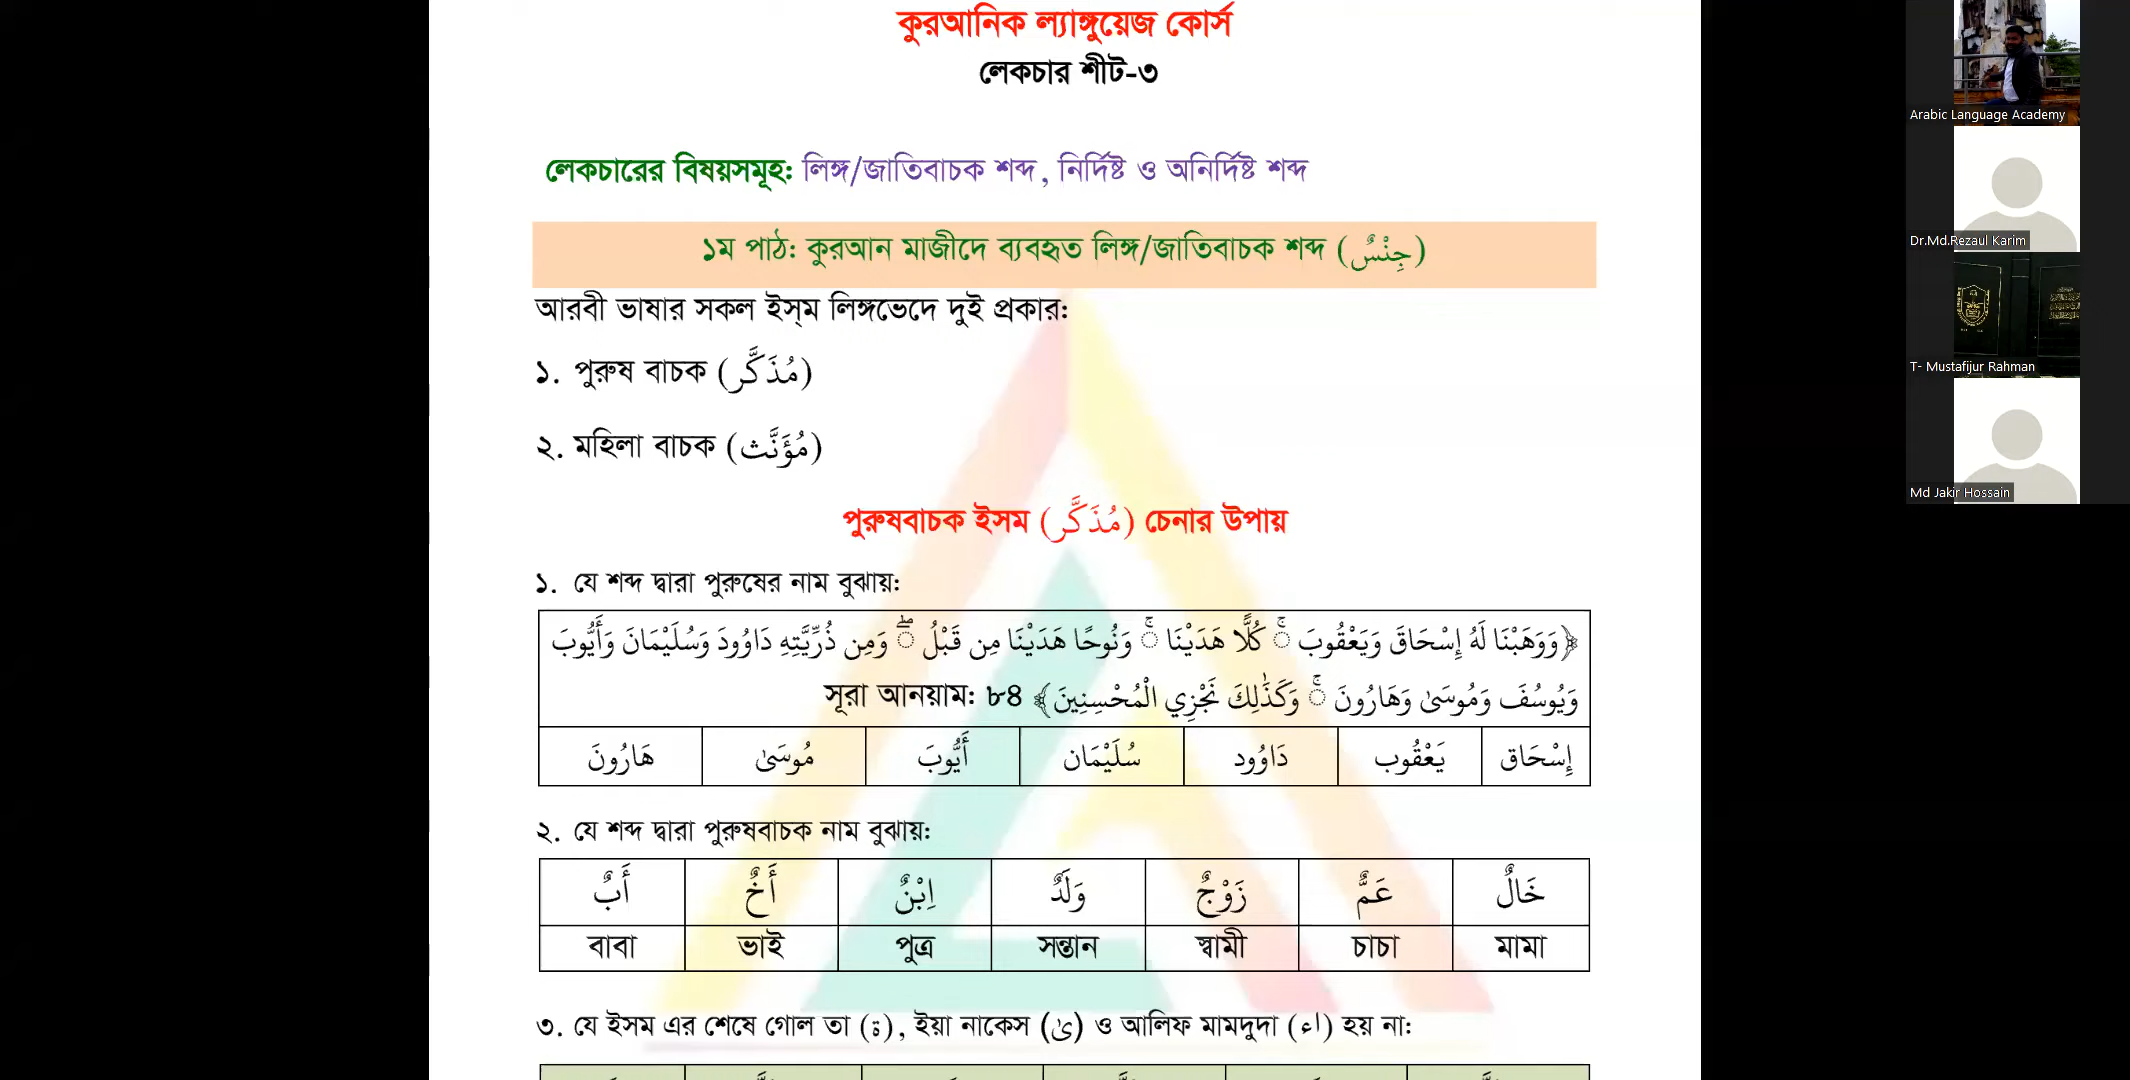 কুরআনিক ল্যাঙ্গুয়েজ কোর্স
লেকচার শীট-৩
লেকচারের বিষয়সমূহ: লিঙ্গ/জাতিবাচক শব্দ, নির্দিষ্ট ও অনির্দিষ্ট শব্দ
১ম পাঠ: কুরআন মাজীদে ব্যবহৃত লিঙ্গ/জাতিবাচক শব্দ (جِنْسٌ)
আরবী ভাষার সকল ইস্‌ম লিঙ্গভেদে দুই প্রকার:
১. পুরুষ বাচক (مُذَكَّر)
২. মহিলা বাচক (مُؤَنَّث)
পুরুষবাচক ইসম (مُذَكَّر) চেনার উপায়
১. যে শব্দ দ্বারা পুরুষের নাম বুঝায়:
﴿وَوَهَبْنَا لَهُ إِسْحَاقَ وَيَعْقُوبَ ۚ كُلًّا هَدَيْنَا ۚ وَنُوحًا هَدَيْنَا مِن قَبْلُ ۖ وَمِن ذُرِّيَّتِهِ دَاوُودَ وَسُلَيْمَانَ وَأَيُّوبَ
وَيُوسُفَ وَمُوسَىٰ وَهَارُونَ ۚ وَكَذَٰلِكَ نَجْزِي الْمُحْسِنِينَ﴾ সূরা আনয়াম: ৮৪
إِسْحَاق يَعْقُوب دَاوُود سُلَيْمَان أَيُّوبَ مُوسَىٰ هَارُونَ
২. যে শব্দ দ্বারা পুরুষবাচক নাম বুঝায়:
خَالٌ عَمٌّ زَوْجٌ وَلَدٌ اِبْنٌ أَخٌ أَبٌ
বাবা ভাই পুত্র সন্তান স্বামী চাচা মামা
৩. যে ইসম এর শেষে গোল তা (ة), ইয়া নাকেস (ىٰ) ও আলিফ মামদুদা (اء) হয় না:
Arabic Language Academy
Dr.Md.Rezaul Karim
T- Mustafijur Rahman
Md Jakir Hossain